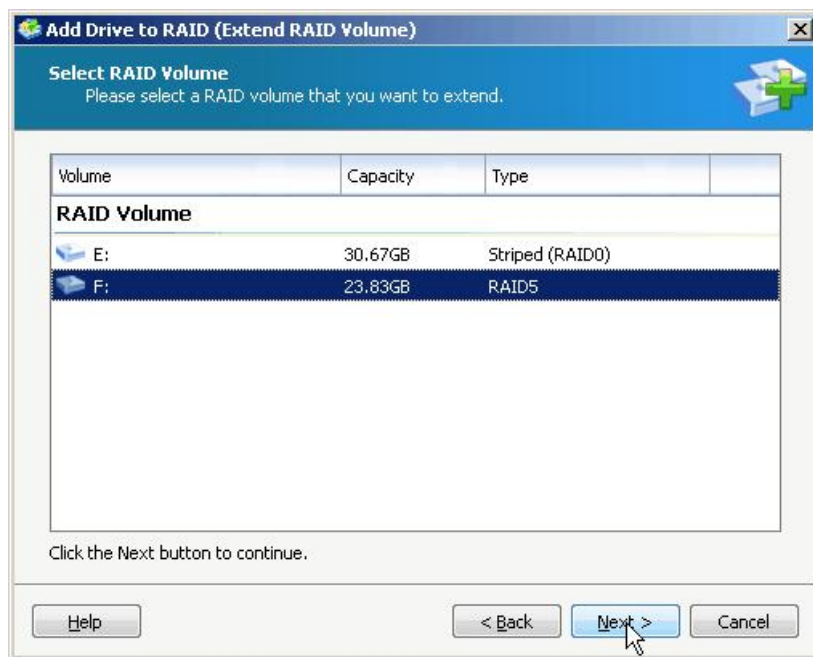 Add Drive to RAID (Extend RAID Volume)
Select RAID Volume
Please select a RAID volume that you want to extend.
Volume Capacity Type
RAID Volume
E: 30.67GB Striped (RAID0)
F: 23.83GB RAID5
Click the Next button to continue.
Help < Back Next > Cancel